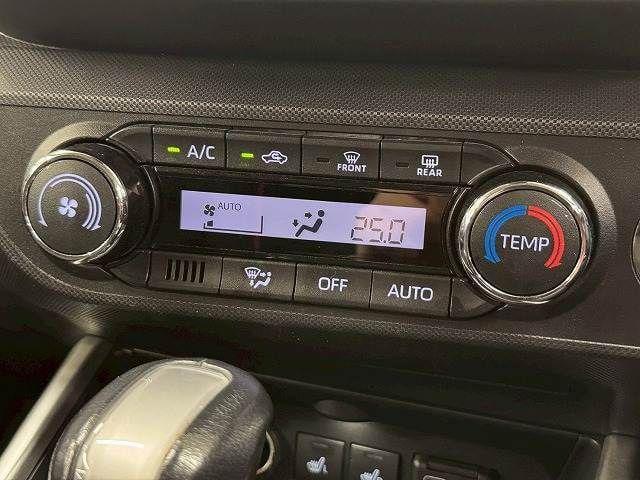 A/C
FRONT
REAR
AUTO
25.0
TEMP
OFF
AUTO